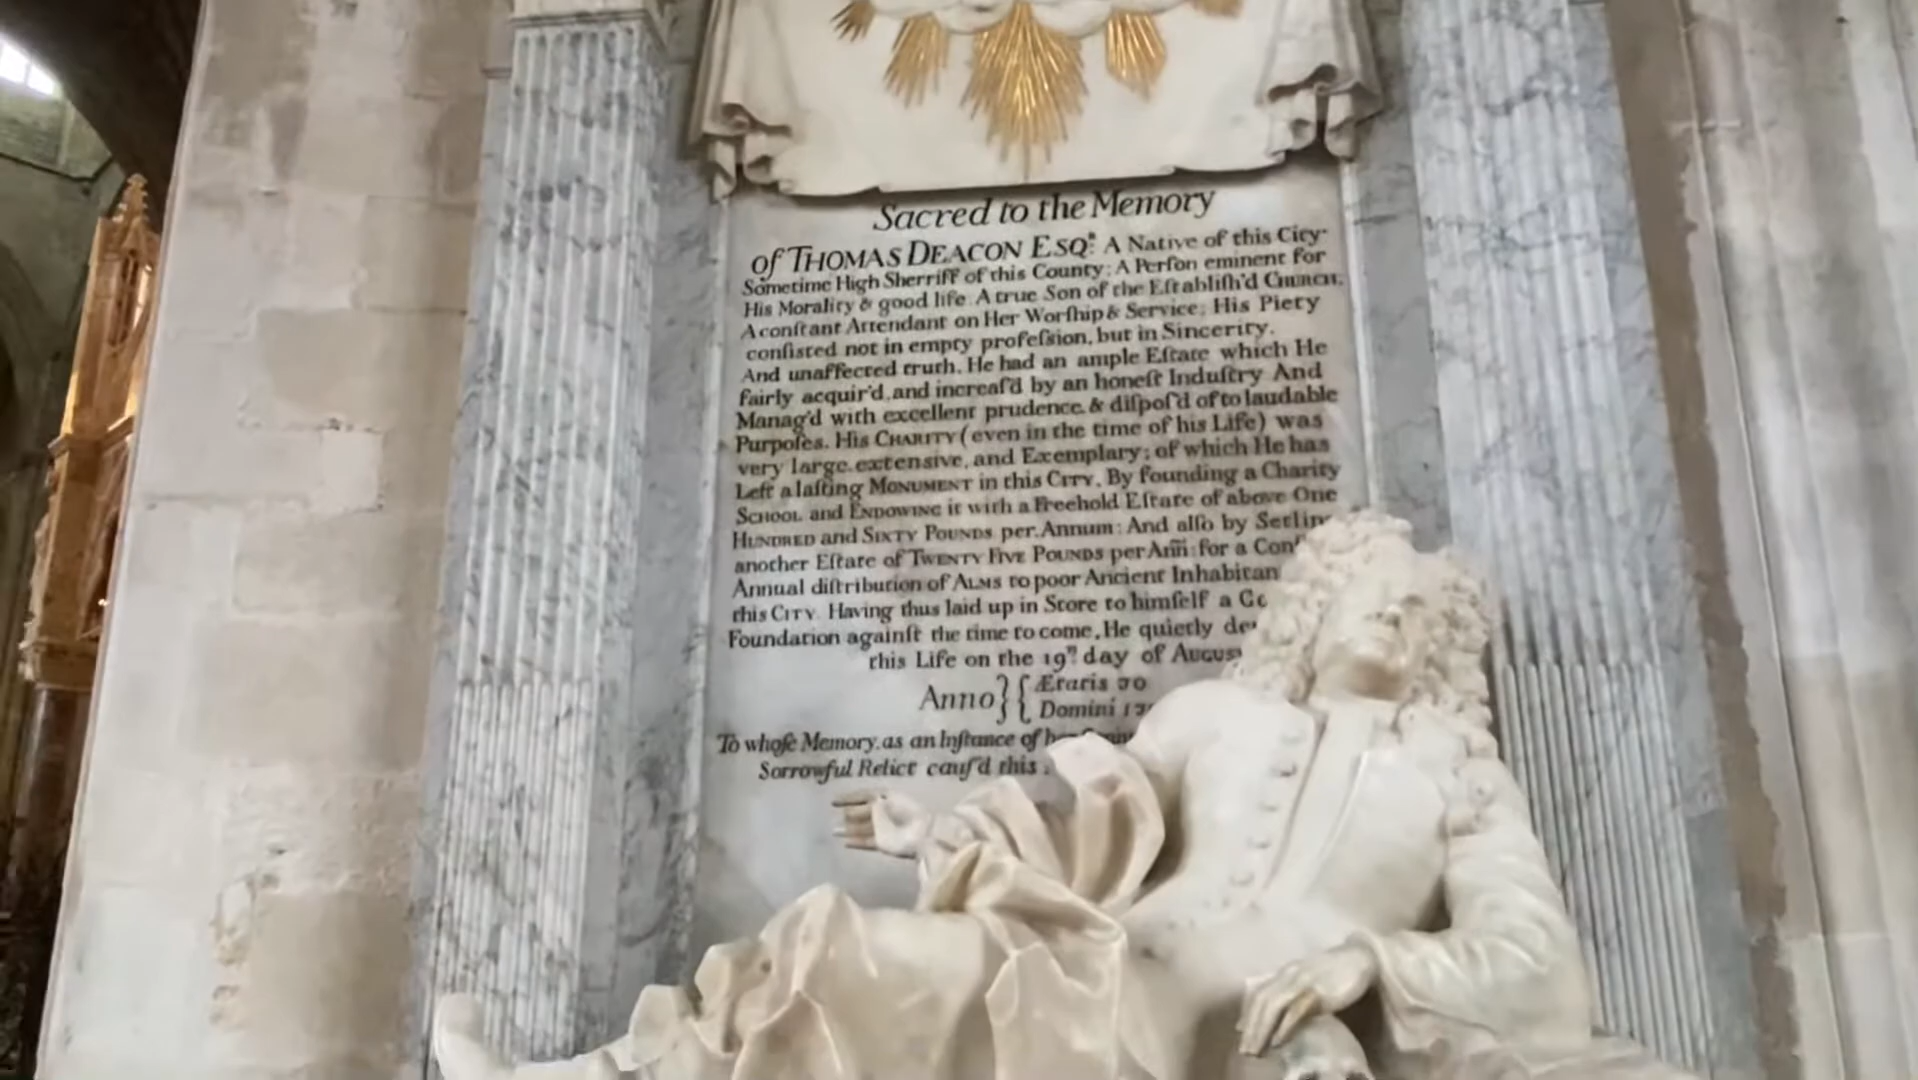 Sacred to the Memory
of THOMAS DEACON ESQ.ʳ A Native of this City
Sometime High Sherriff of this County; A Perſon eminent for
His Morality & good life. A true Son of the Eſtabliſh'd CHURCH,
A conſtant Attendant on Her Worſhip & Service; His Piety
conſisted not in empty profeſsion, but in Sincerity.
And unaffected truth. He had an ample Eſtate which He
fairly acquir'd, and increaſ'd by an honeſt Induſtry And
Manag'd with excellent prudence & diſpoſ'd of to laudable
Purpoſes. His CHARITY (even in the time of his Life) was
very large, extensive, and Exemplary; of which He has
Left a laſting MONUMENT in this CITY. By founding a Charity
SCHOOL and ENDOWING it with a Freehold Eſtate of above One
HUNDRED and SIXTY POUNDS per Annum: And alſo by
another Eſtate of TWENTY FIVE POUNDS per Añ: for a
Annual diſtribution of ALMS to poor Ancient
this CITY. Having thus laid up in Store to himſelf a
Foundation againſt the time to come, He quietly
this Life on the 19.ᵗʰ day of
Anno} { Ætatis 70
Domini
To whoſe Memory, as an Inſtance of
Sorrowful Relict cauſ'd this